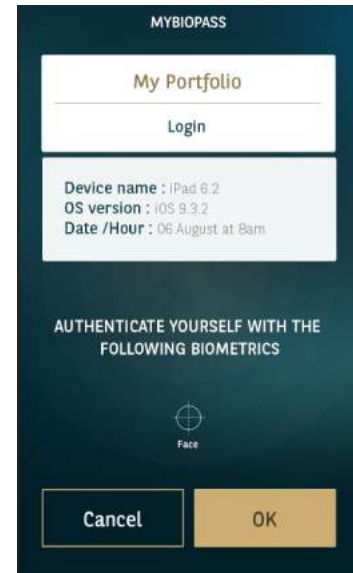 MYBIOPASS
My Portfolio
Login
Device name : iPad 6.2
OS version : iOS 9.3.2
Date /Hour : 06 August at 8am
AUTHENTICATE YOURSELF WITH THE
FOLLOWING BIOMETRICS
Face
Cancel OK